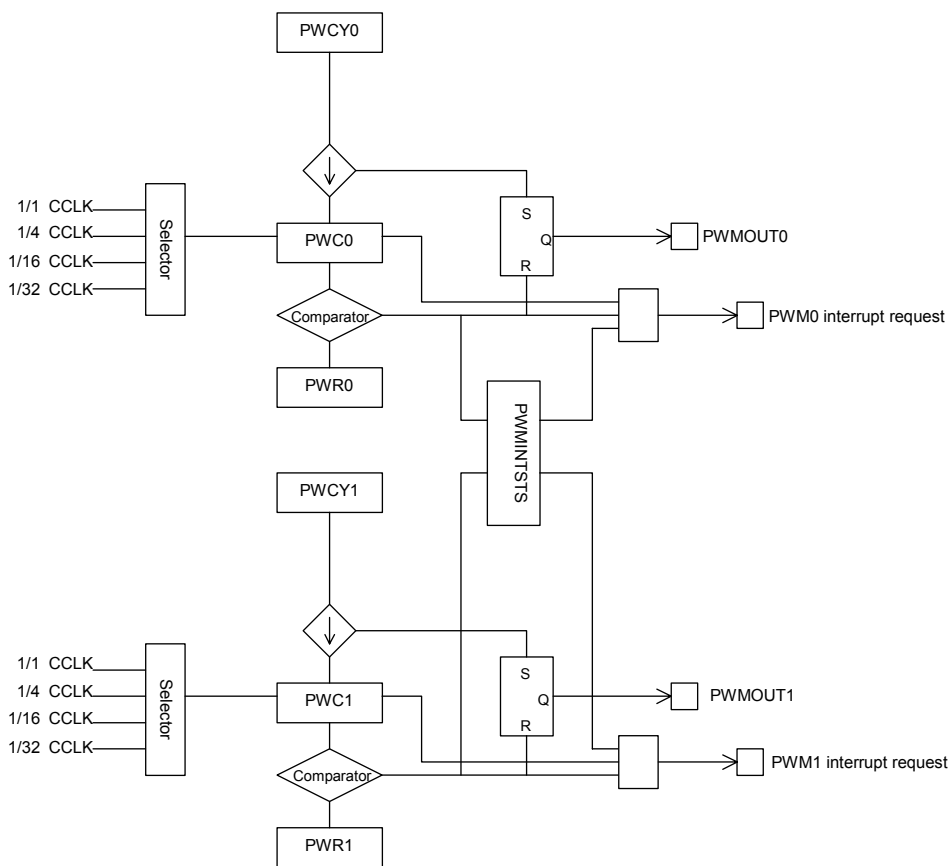 PWCY0
1/1 CCLK
1/4 CCLK
1/16 CCLK
1/32 CCLK
Selector
PWC0
S
Q
R
PWMOUT0
Comparator
PWM0 interrupt request
PWR0
PWMINTSTS
PWCY1
1/1 CCLK
1/4 CCLK
1/16 CCLK
1/32 CCLK
Selector
PWC1
S
Q
R
PWMOUT1
Comparator
PWM1 interrupt request
PWR1